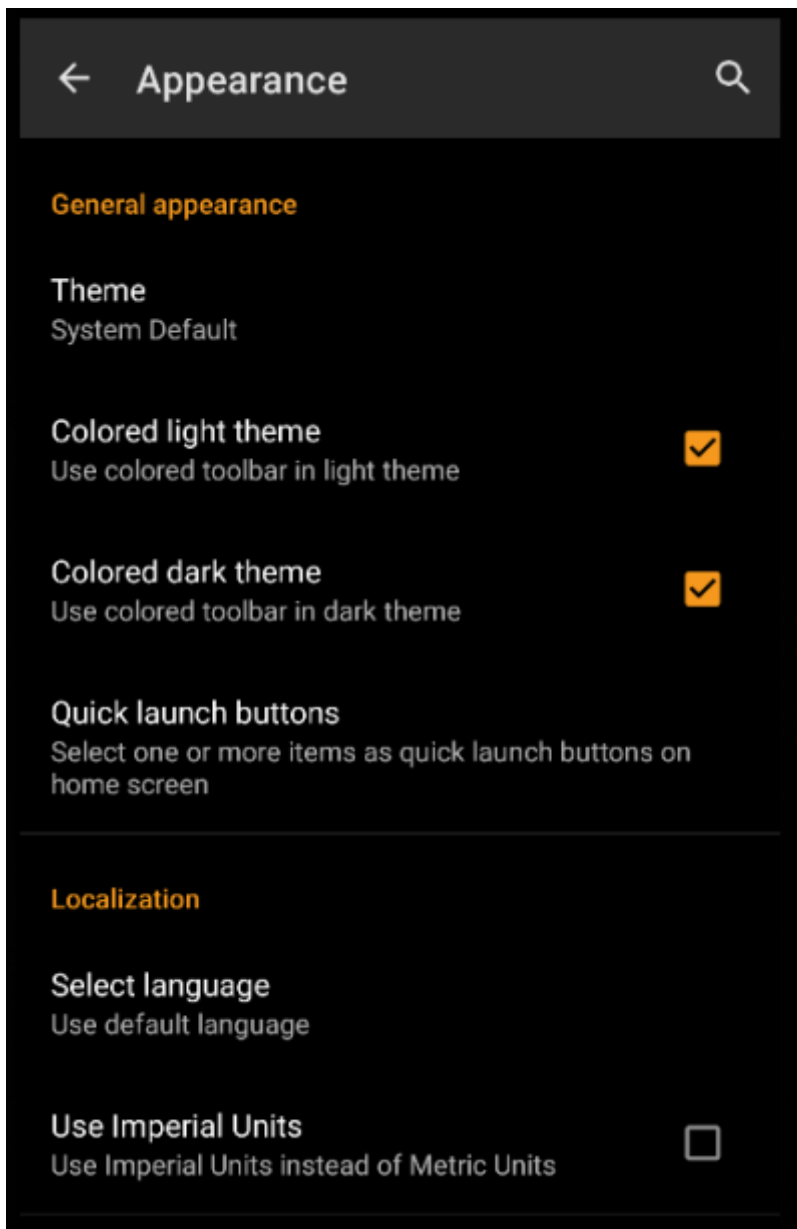 Appearance
General appearance
Theme
System Default
Colored light theme
Use colored toolbar in light theme
Colored dark theme
Use colored toolbar in dark theme
Quick launch buttons
Select one or more items as quick launch buttons on
home screen
Localization
Select language
Use default language
Use Imperial Units
Use Imperial Units instead of Metric Units